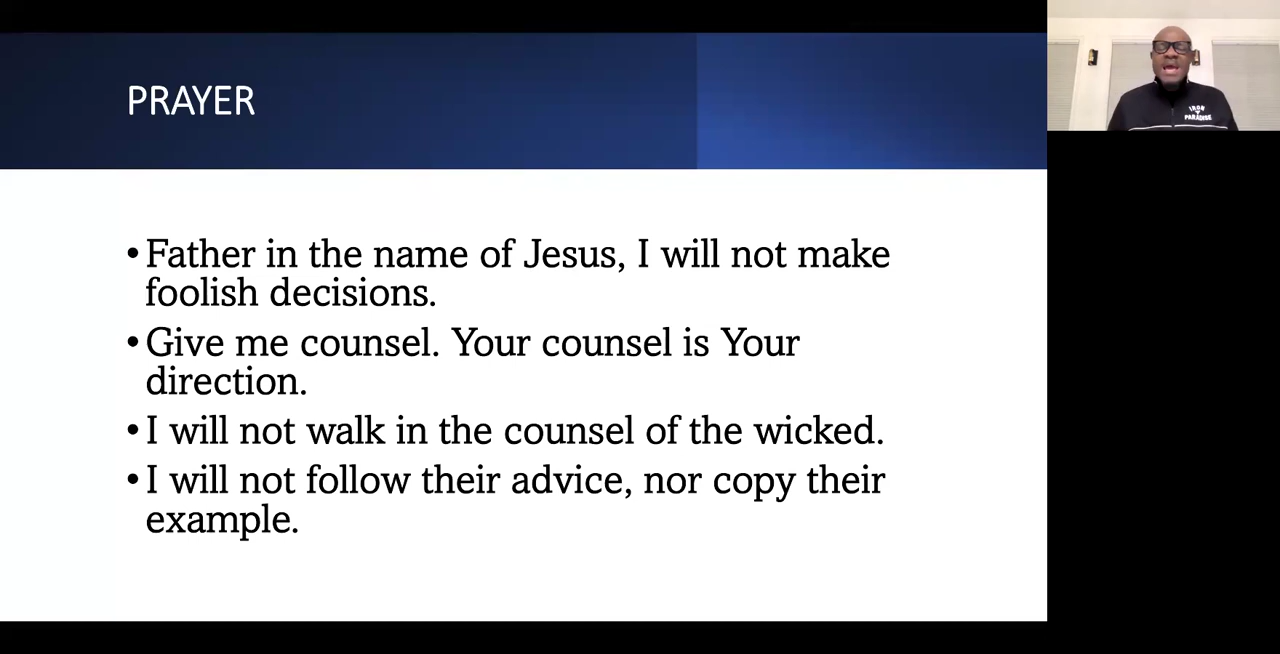 PRAYER
•Father in the name of Jesus, I will not make
foolish decisions.
•Give me counsel. Your counsel is Your
direction.
•I will not walk in the counsel of the wicked.
•I will not follow their advice, nor copy their
example.
IRON
PARADISE